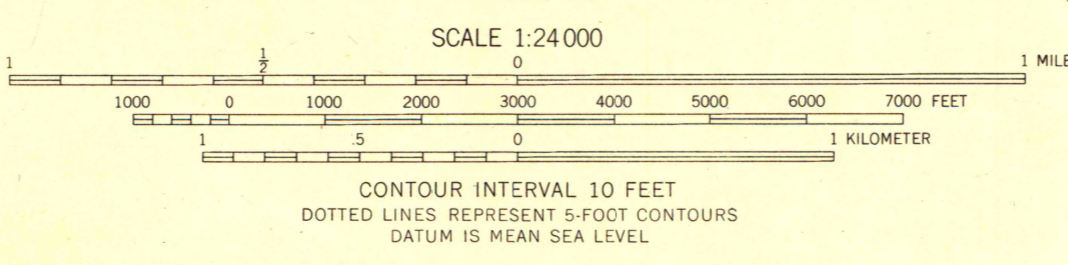 SCALE 1:24 000
1 1/2 0 1 MILE
1000 0 1000 2000 3000 4000 5000 6000 7000 FEET
1 .5 0 1 KILOMETER
CONTOUR INTERVAL 10 FEET
DOTTED LINES REPRESENT 5-FOOT CONTOURS
DATUM IS MEAN SEA LEVEL